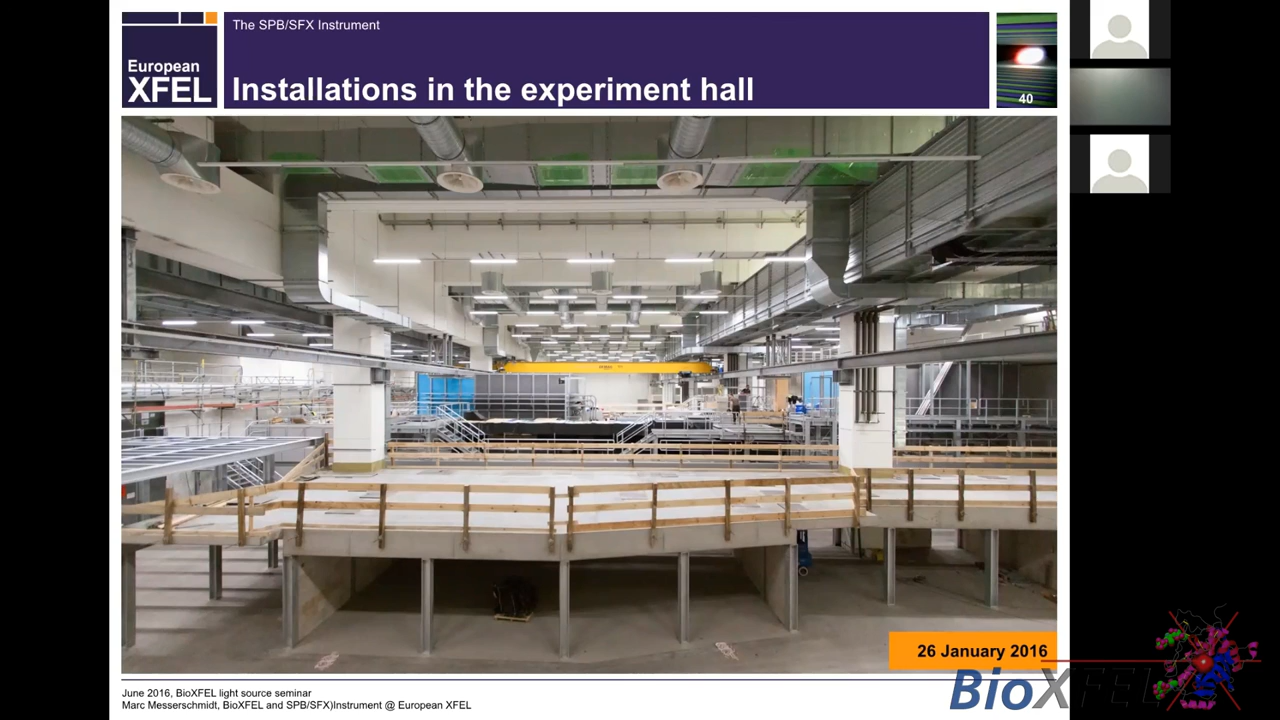 The SPB/SFX Instrument
European
XFEL
Installations in the experiment hall
40
26 January 2016
June 2016, BioXFEL light source seminar
Marc Messerschmidt, BioXFEL and SPB/SFX)Instrument @ European XFEL
BioXFEL